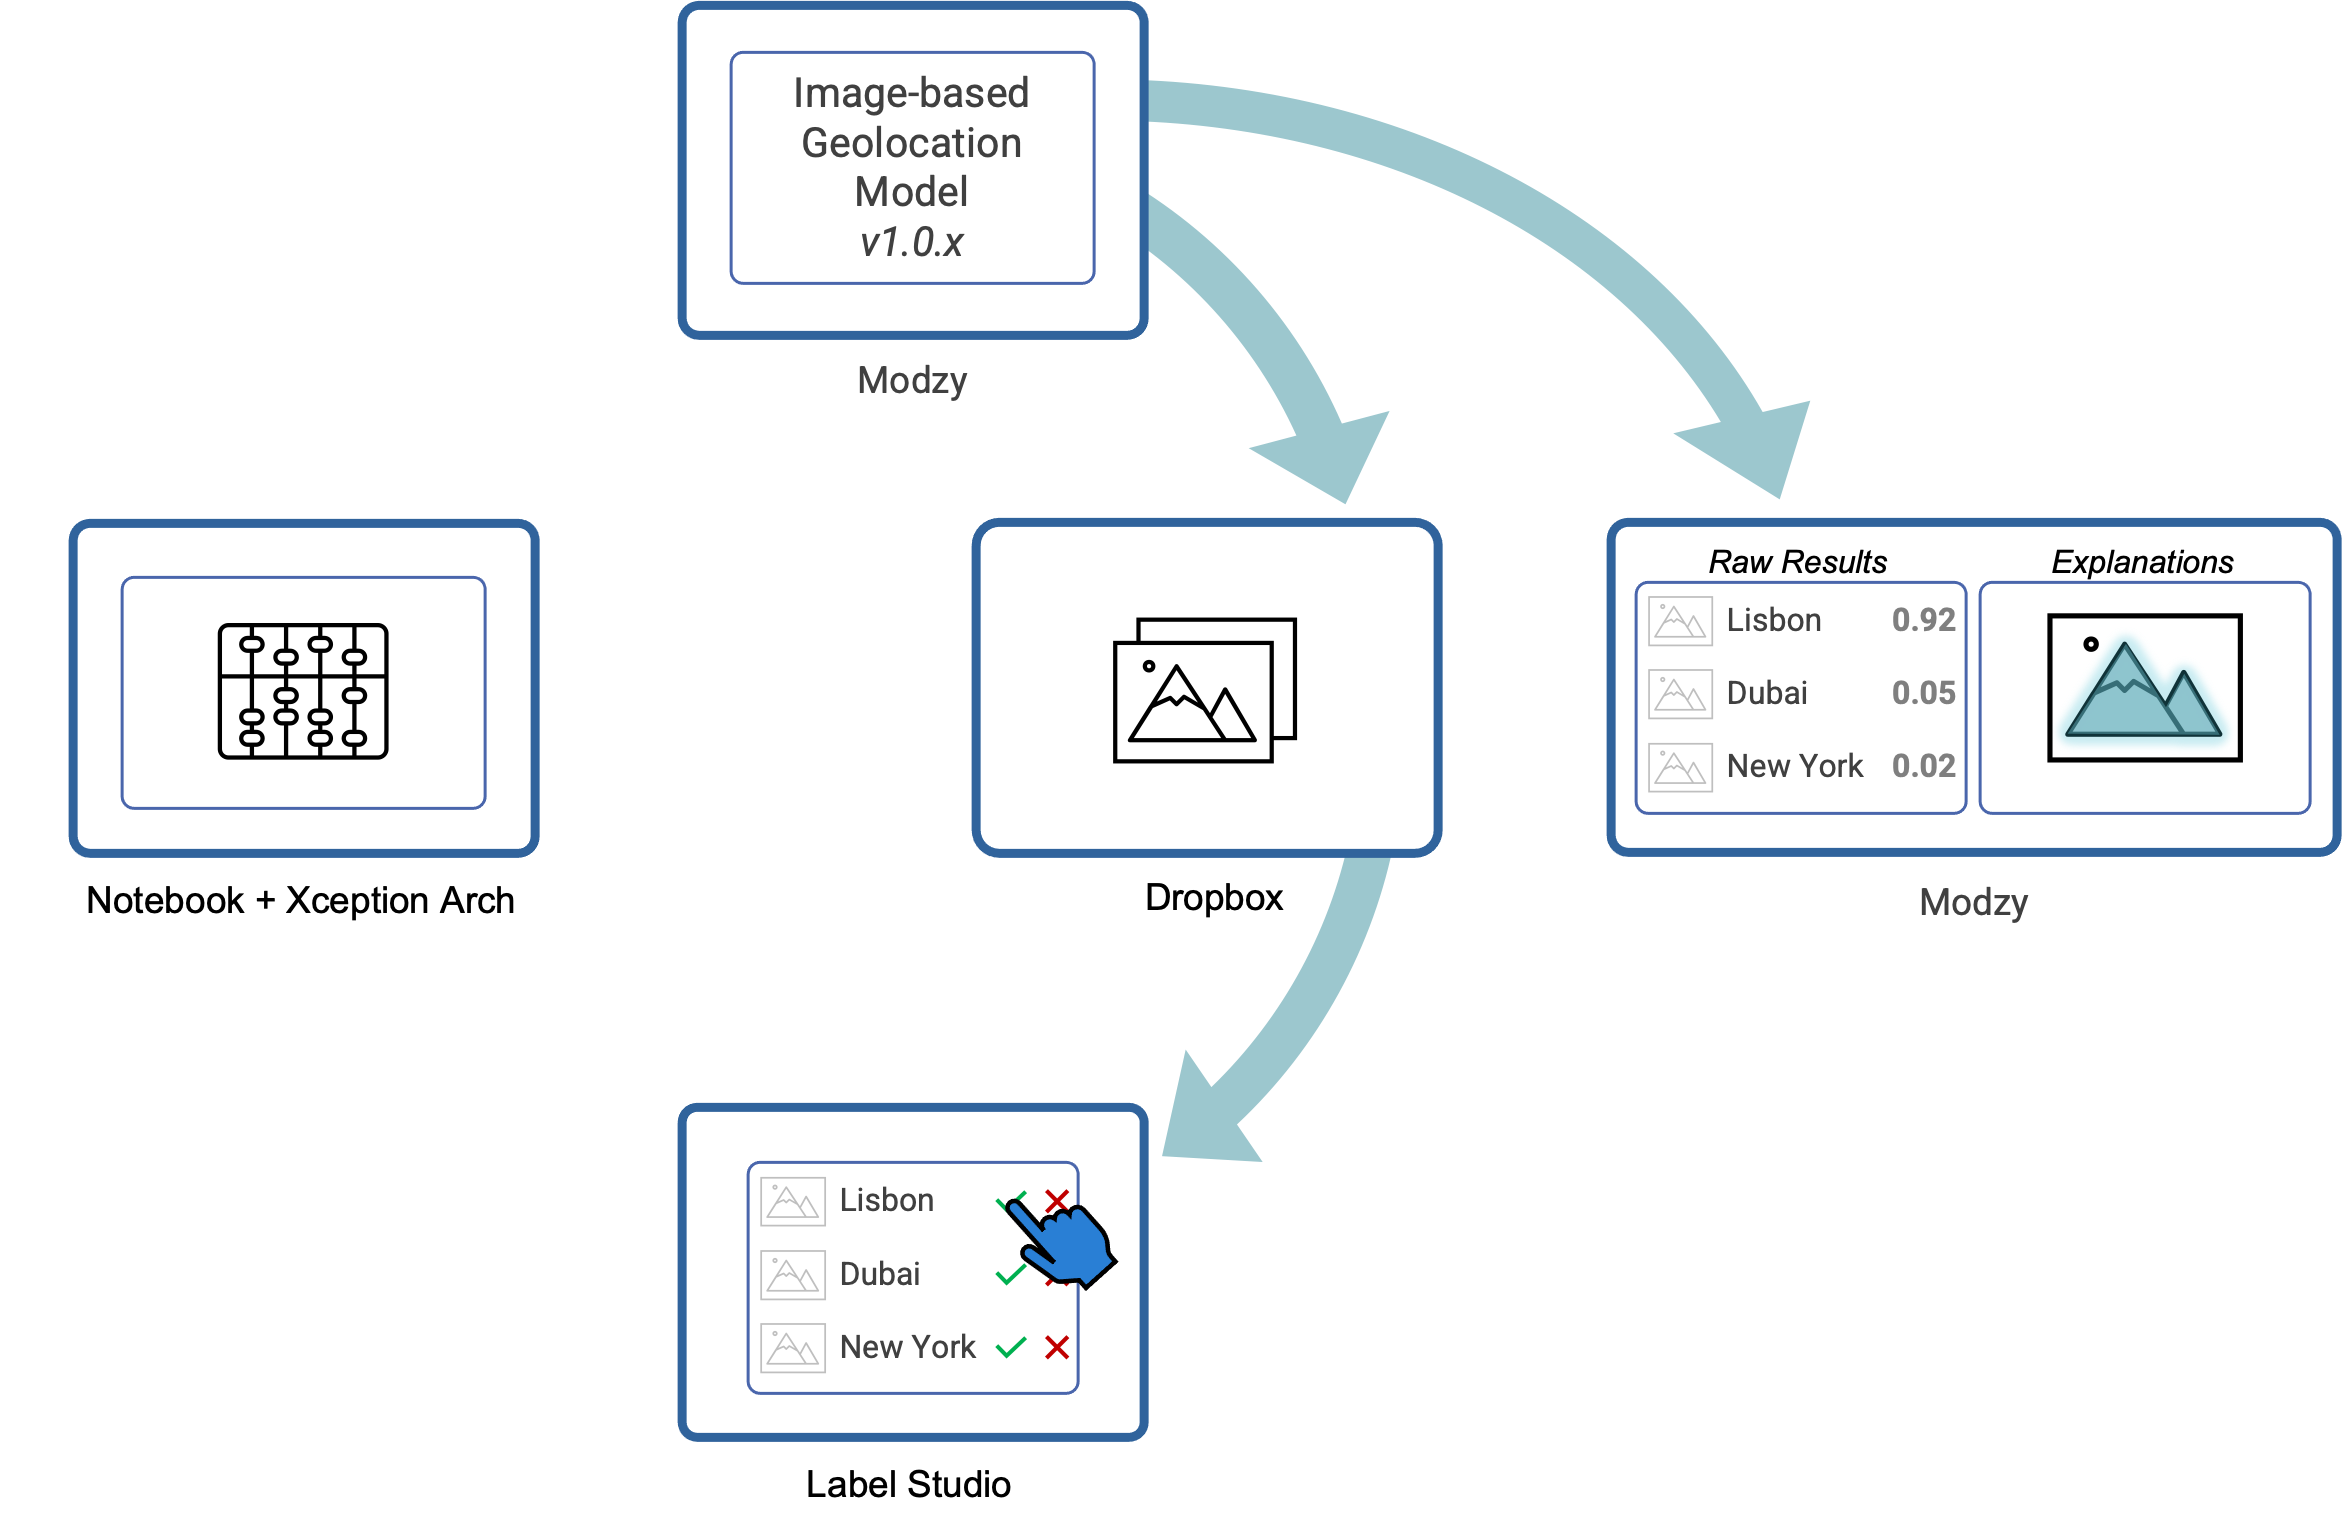 Image-based
Geolocation
Model
v1.0.x
Modzy
Notebook + Xception Arch
Dropbox
Raw Results
Lisbon 0.92
Dubai 0.05
New York 0.02
Explanations
Modzy
Lisbon
Dubai
New York
Label Studio